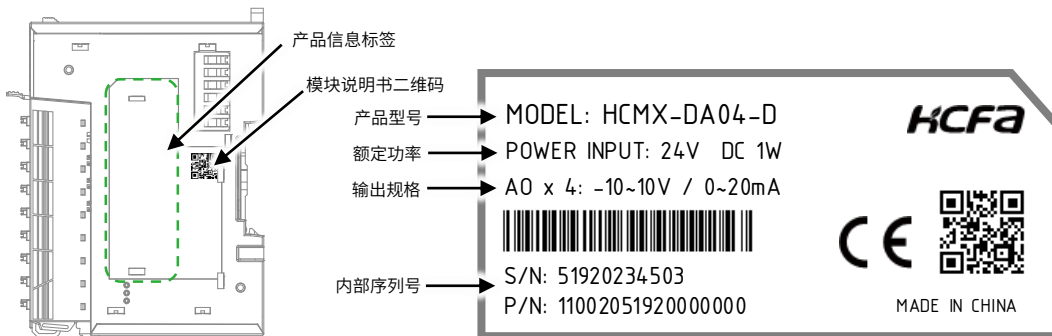 产品信息标签
模块说明书二维码
产品型号
额定功率
输出规格
内部序列号
MODEL: HCMX-DA04-D
POWER INPUT: 24V DC 1W
AO x 4: -10~10V / 0~20mA
S/N: 51920234503
P/N: 11002051920000000
HCFA
CE
MADE IN CHINA